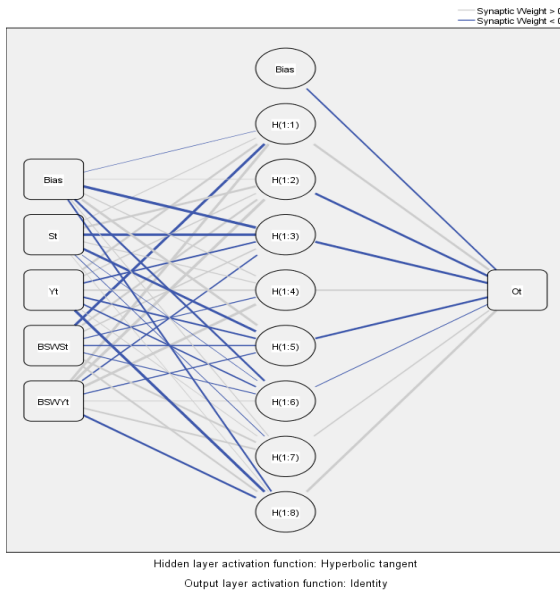 Synaptic Weight > 0
Synaptic Weight < 0
Bias
H(1:1)
H(1:2)
H(1:3)
H(1:4)
H(1:5)
H(1:6)
H(1:7)
H(1:8)
Bias
St
Yt
BSWSt
BSWYt
Ot
Hidden layer activation function: Hyperbolic tangent
Output layer activation function: Identity